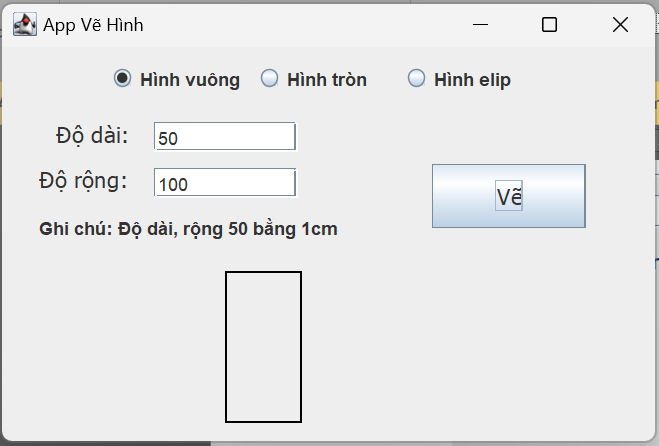 App Vẽ Hình
Hình vuông Hình tròn Hình elip
Độ dài: 50
Độ rộng: 100
Vẽ
Ghi chú: Độ dài, rộng 50 bằng 1cm